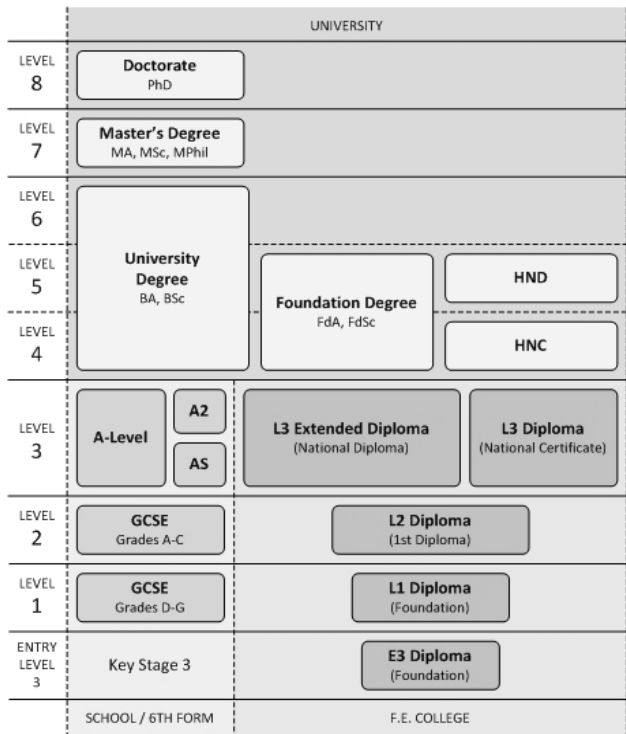 UNIVERSITY
LEVEL
8
Doctorate
PhD
LEVEL
7
Master's Degree
MA, MSc, MPhil
LEVEL
6
LEVEL
5
University
Degree
BA, BSc
Foundation Degree
FdA, FdSc
HND
LEVEL
4
HNC
LEVEL
3
A-Level
A2
AS
L3 Extended Diploma
(National Diploma)
L3 Diploma
(National Certificate)
LEVEL
2
GCSE
Grades A-C
L2 Diploma
(1st Diploma)
LEVEL
1
GCSE
Grades D-G
L1 Diploma
(Foundation)
ENTRY
LEVEL
3
Key Stage 3
E3 Diploma
(Foundation)
SCHOOL / 6TH FORM
F.E. COLLEGE